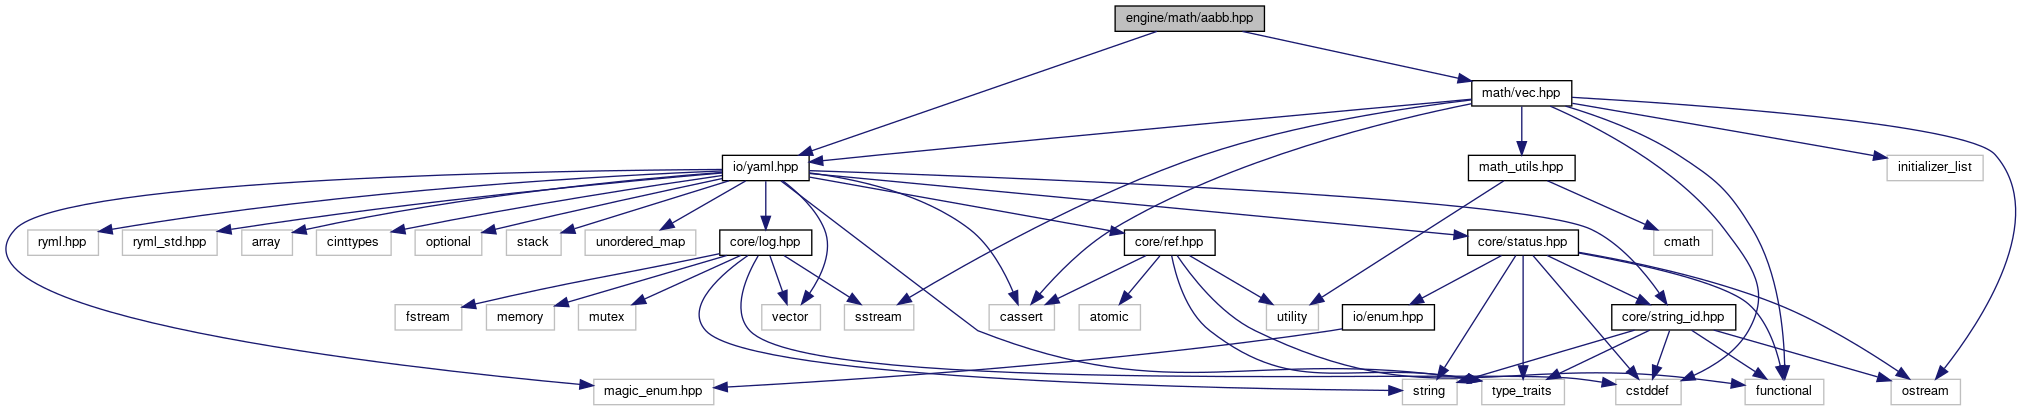 engine/math/aabb.hpp
math/vec.hpp
io/yaml.hpp
math_utils.hpp
initializer_list
ryml.hpp
ryml_std.hpp
array
cinttypes
optional
stack
unordered_map
core/log.hpp
core/ref.hpp
core/status.hpp
cmath
fstream
memory
mutex
vector
sstream
cassert
atomic
utility
io/enum.hpp
core/string_id.hpp
magic_enum.hpp
string
type_traits
cstddef
functional
ostream